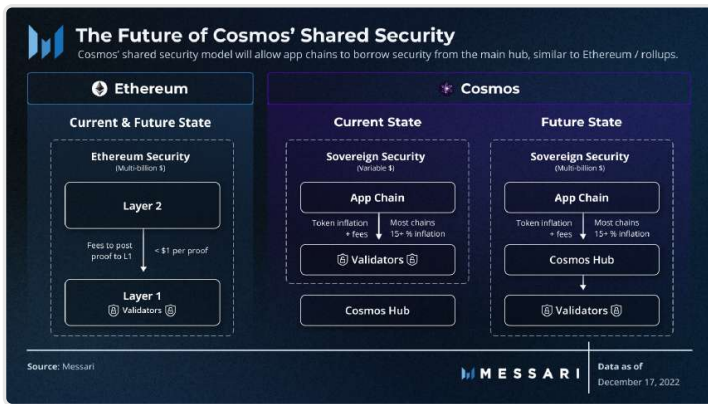 The Future of Cosmos' Shared Security
Cosmos' shared security model will allow app chains to borrow security from the main hub, similar to Ethereum / rollups.
Ethereum
Current & Future State
Ethereum Security
(Multi-billion $)
Layer 2
Fees to post
proof to L1
< $1 per proof
Layer 1
Validators
Cosmos
Current State
Sovereign Security
(Variable $)
App Chain
Token inflation
+ fees
Most chains
15+ % inflation
Validators
Cosmos Hub
Future State
Sovereign Security
(Multi-billion $)
App Chain
Token inflation
+ fees
Most chains
15+ % inflation
Cosmos Hub
Validators
Source: Messari
MESSARI
Data as of
December 17, 2022